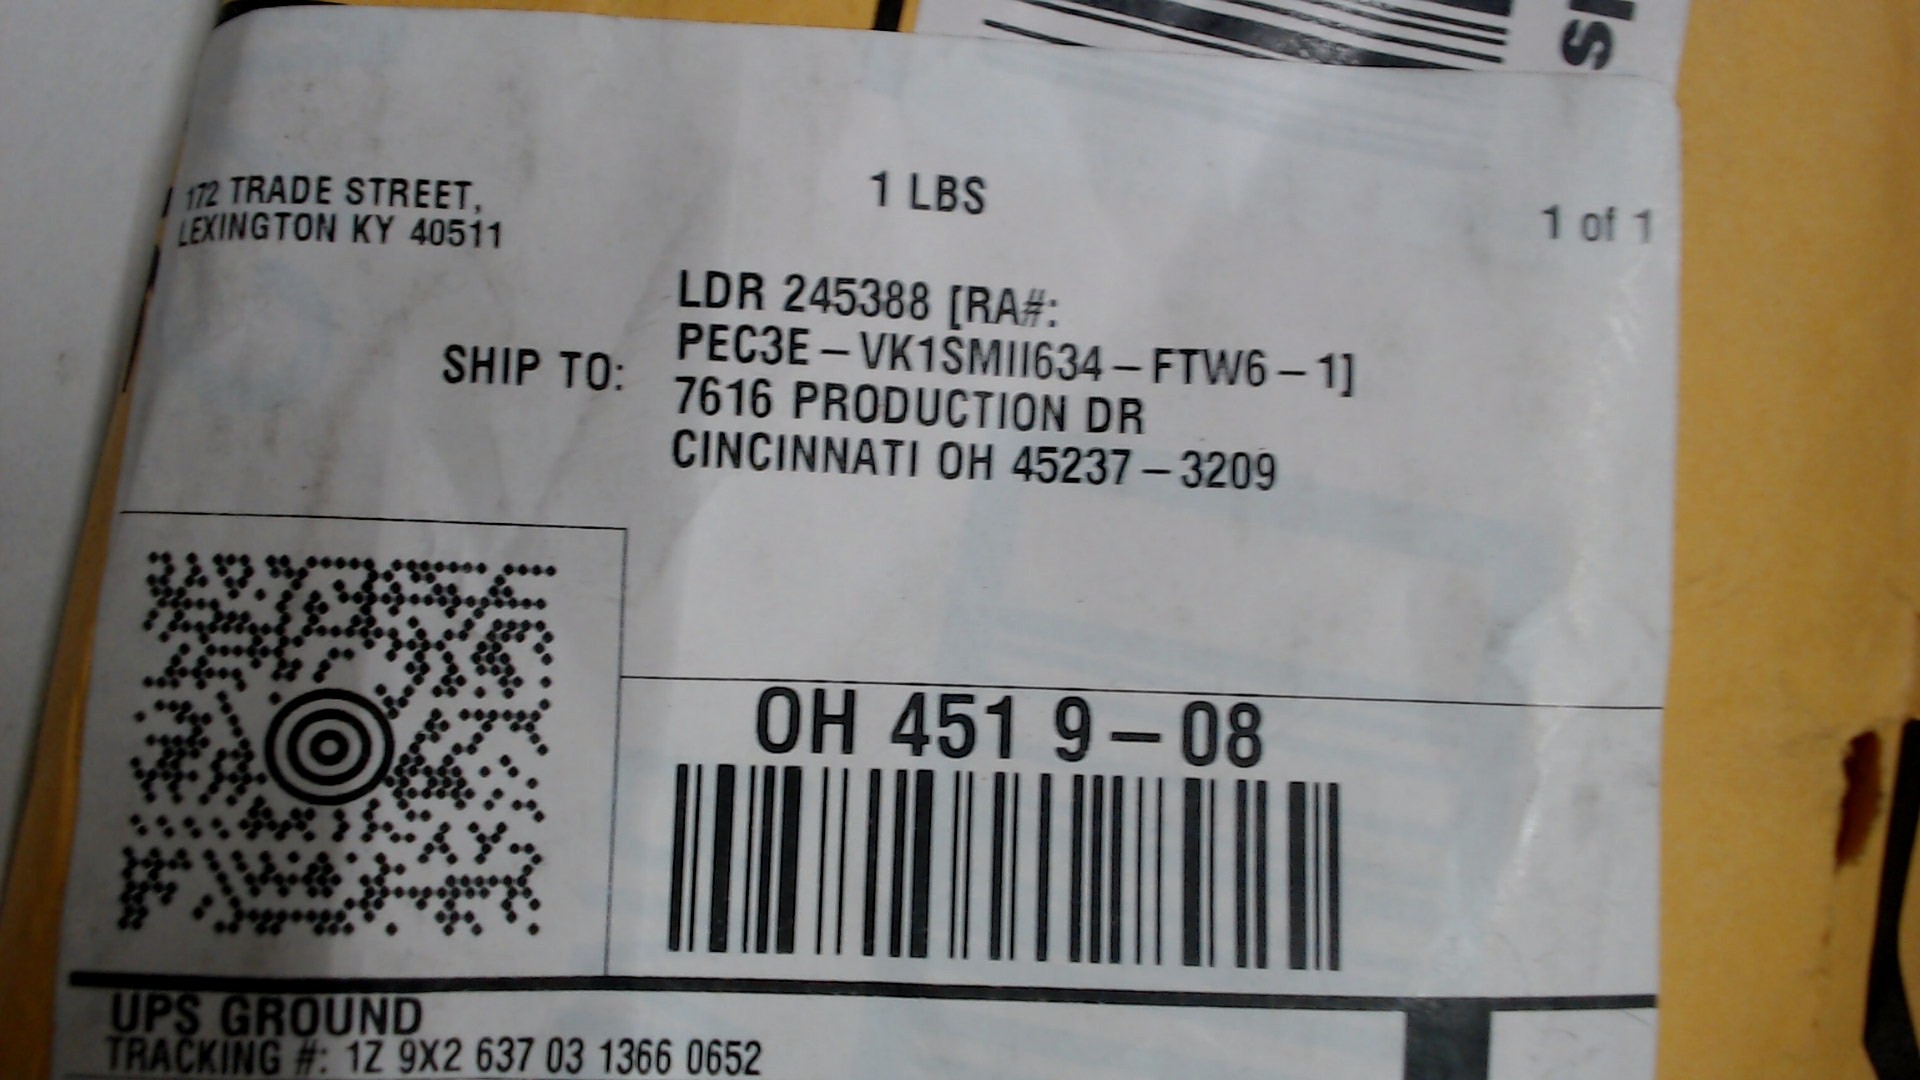 172 TRADE STREET,
LEXINGTON KY 40511
1 LBS
1 of 1
SHIP TO:
LDR 245388 [RA#:
PEC3E-VK1SMII634-FTW6-1]
7616 PRODUCTION DR
CINCINNATI OH 45237-3209
OH 451 9-08
UPS GROUND
TRACKING #: 1Z 9X2 637 03 1366 0652